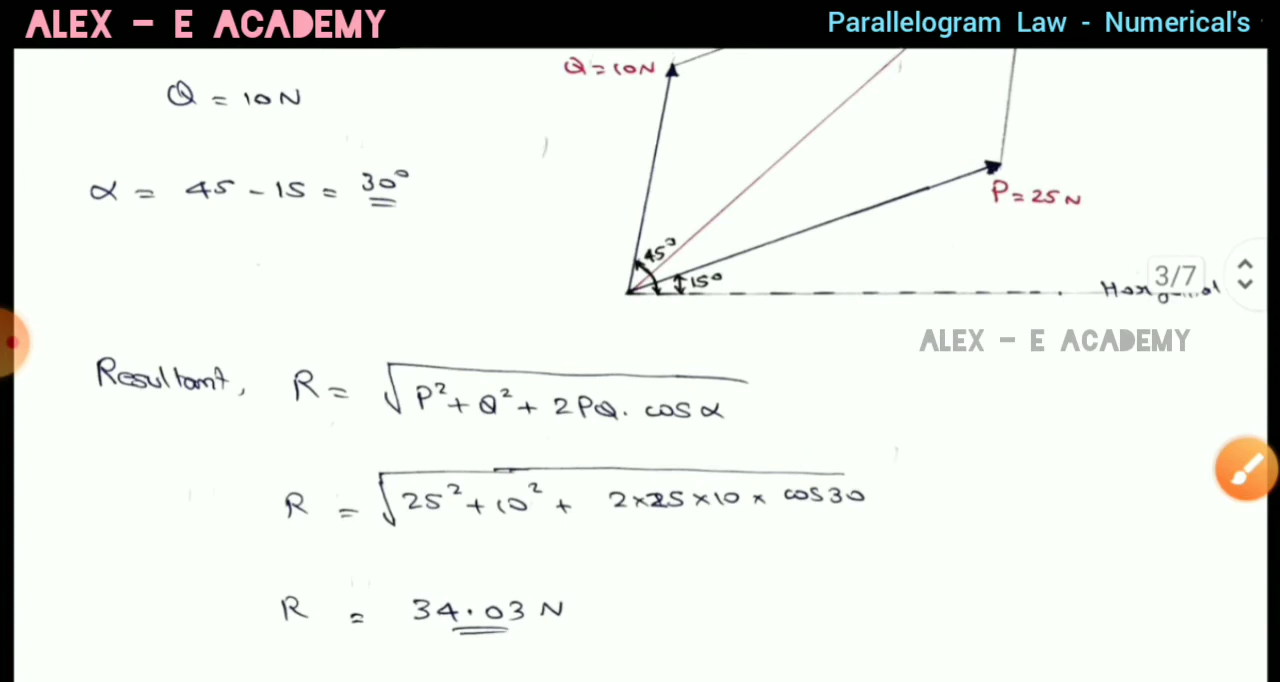 ALEX - E ACADEMY
Parallelogram Law - Numerical's
Q = 10N
Q = 10N
α = 45 - 15 = 30°
P = 25N
45°
15°
3/7
ALEX - E ACADEMY
Resultant, R = √P² + Q² + 2PQ. cos α
R = √25² + 10² + 2×25×10 × cos30
R = 34.03 N